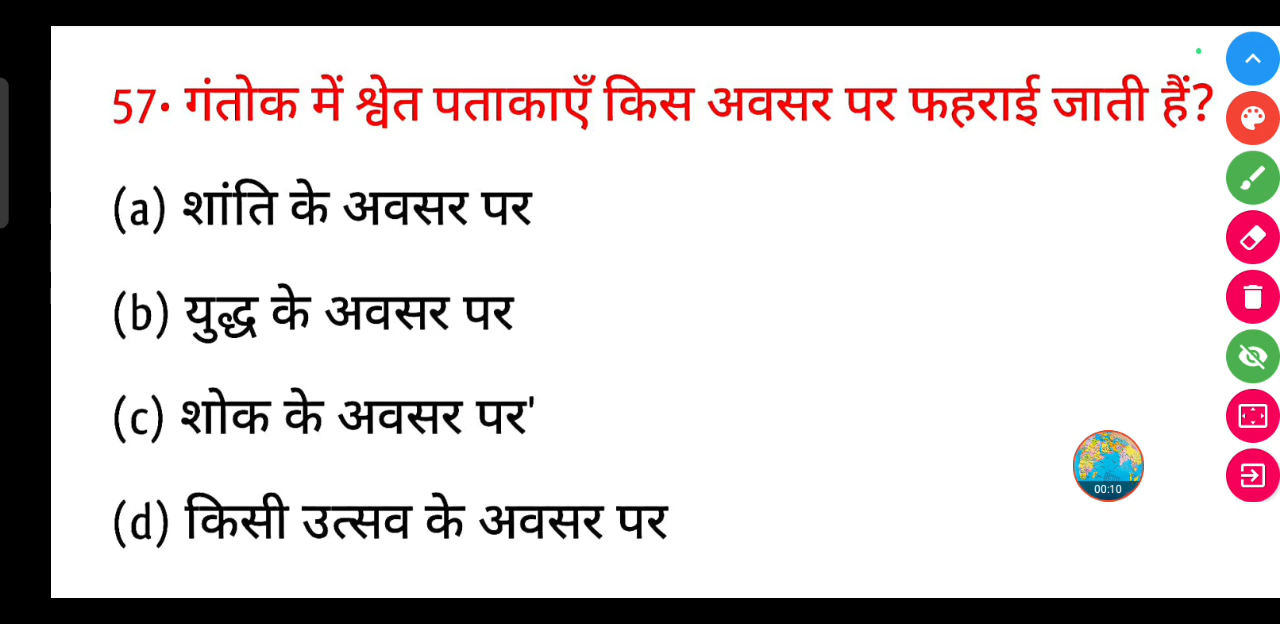 57· गंतोक में श्वेत पताकाएँ किस अवसर पर फहराई जाती हैं?
(a) शांति के अवसर पर
(b) युद्ध के अवसर पर
(c) शोक के अवसर पर'
(d) किसी उत्सव के अवसर पर
00:10